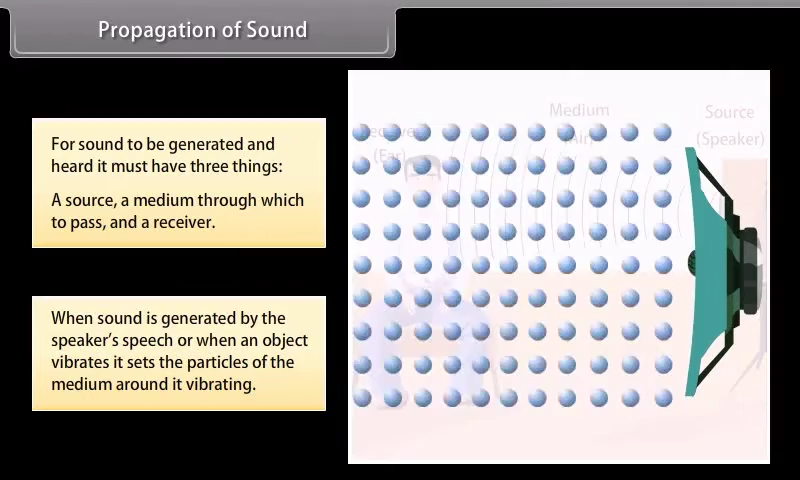 Propagation of Sound
For sound to be generated and
heard it must have three things:
A source, a medium through which
to pass, and a receiver.
When sound is generated by the
speaker's speech or when an object
vibrates it sets the particles of the
medium around it vibrating.
Medium
(Air)
Source
(Speaker)
(Ear)